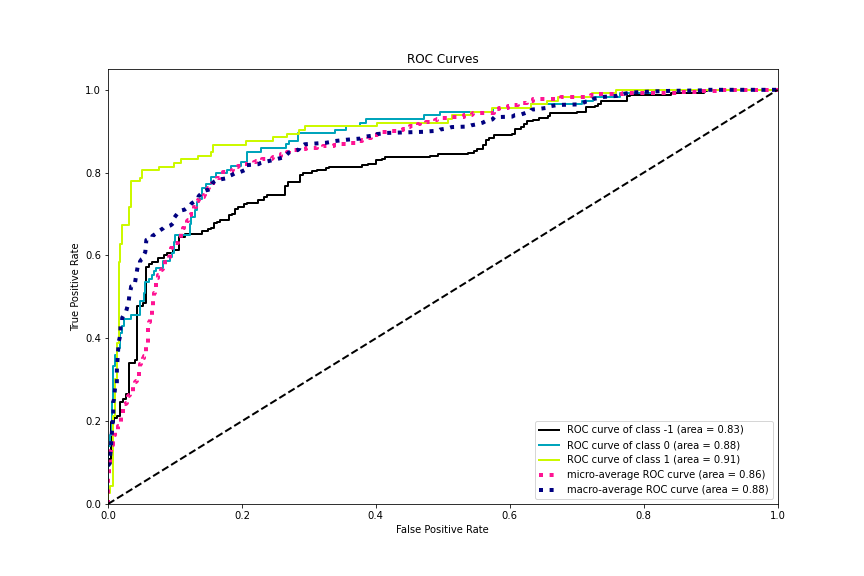 ROC Curves
True Positive Rate
1.0
0.8
0.6
0.4
0.2
0.0
0.0 0.2 0.4 0.6 0.8 1.0
False Positive Rate
ROC curve of class -1 (area = 0.83)
ROC curve of class 0 (area = 0.88)
ROC curve of class 1 (area = 0.91)
micro-average ROC curve (area = 0.86)
macro-average ROC curve (area = 0.88)